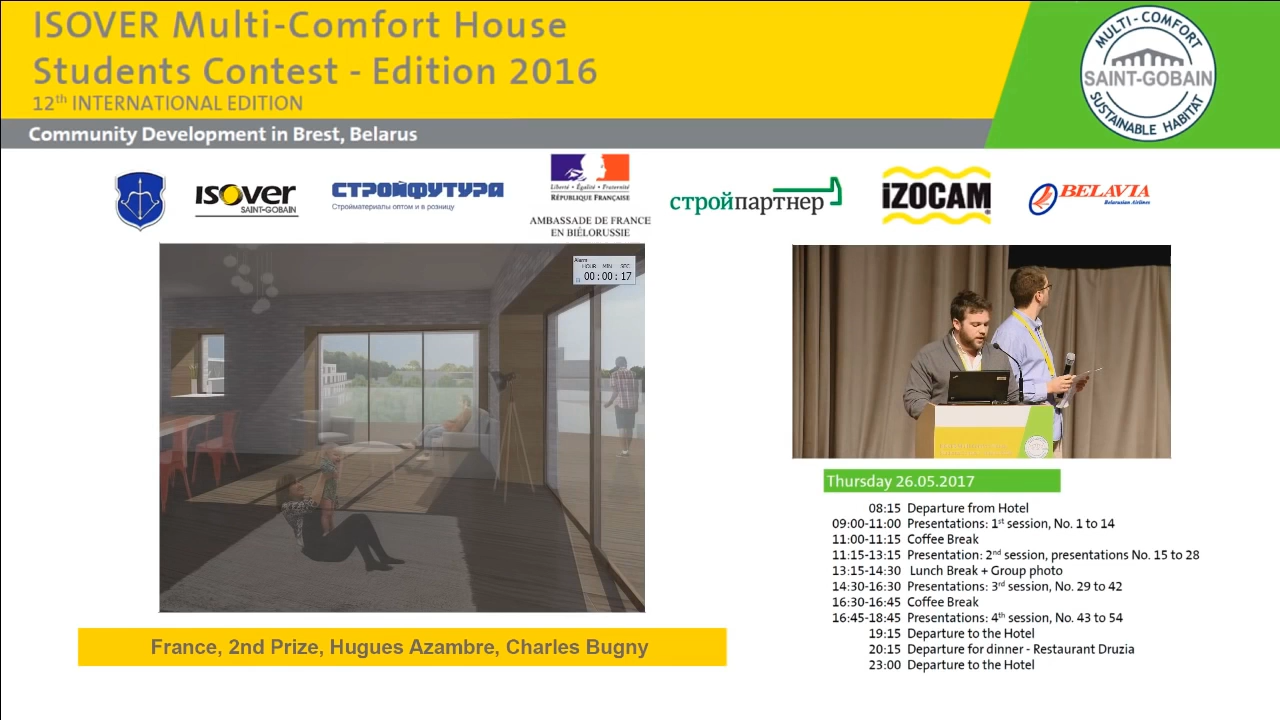 ISOVER Multi-Comfort House
Students Contest - Edition 2016
12th INTERNATIONAL EDITION
Community Development in Brest, Belarus
MULTI-COMFORT
SAINT-GOBAIN
SUSTAINABLE HABITAT
isover
SAINT-GOBAIN
СТРОЙФУТУРА
Стройматериалы оптом и в розницу
Liberté • Égalité • Fraternité
RÉPUBLIQUE FRANÇAISE
AMBASSADE DE FRANCE
EN BIÉLORUSSIE
стройпартнер
iZOCAM
BELAVIA
Belarusian Airlines
Alarm
HOUR MIN SEC
00:00:17
Thursday 26.05.2017
08:15 Departure from Hotel
09:00-11:00 Presentations: 1st session, No. 1 to 14
11:00-11:15 Coffee Break
11:15-13:15 Presentation: 2nd session, presentations No. 15 to 28
13:15-14:30 Lunch Break + Group photo
14:30-16:30 Presentations: 3rd session, No. 29 to 42
16:30-16:45 Coffee Break
16:45-18:45 Presentations: 4th session, No. 43 to 54
19:15 Departure to the Hotel
20:15 Departure for dinner - Restaurant Druzia
23:00 Departure to the Hotel
France, 2nd Prize, Hugues Azambre, Charles Bugny